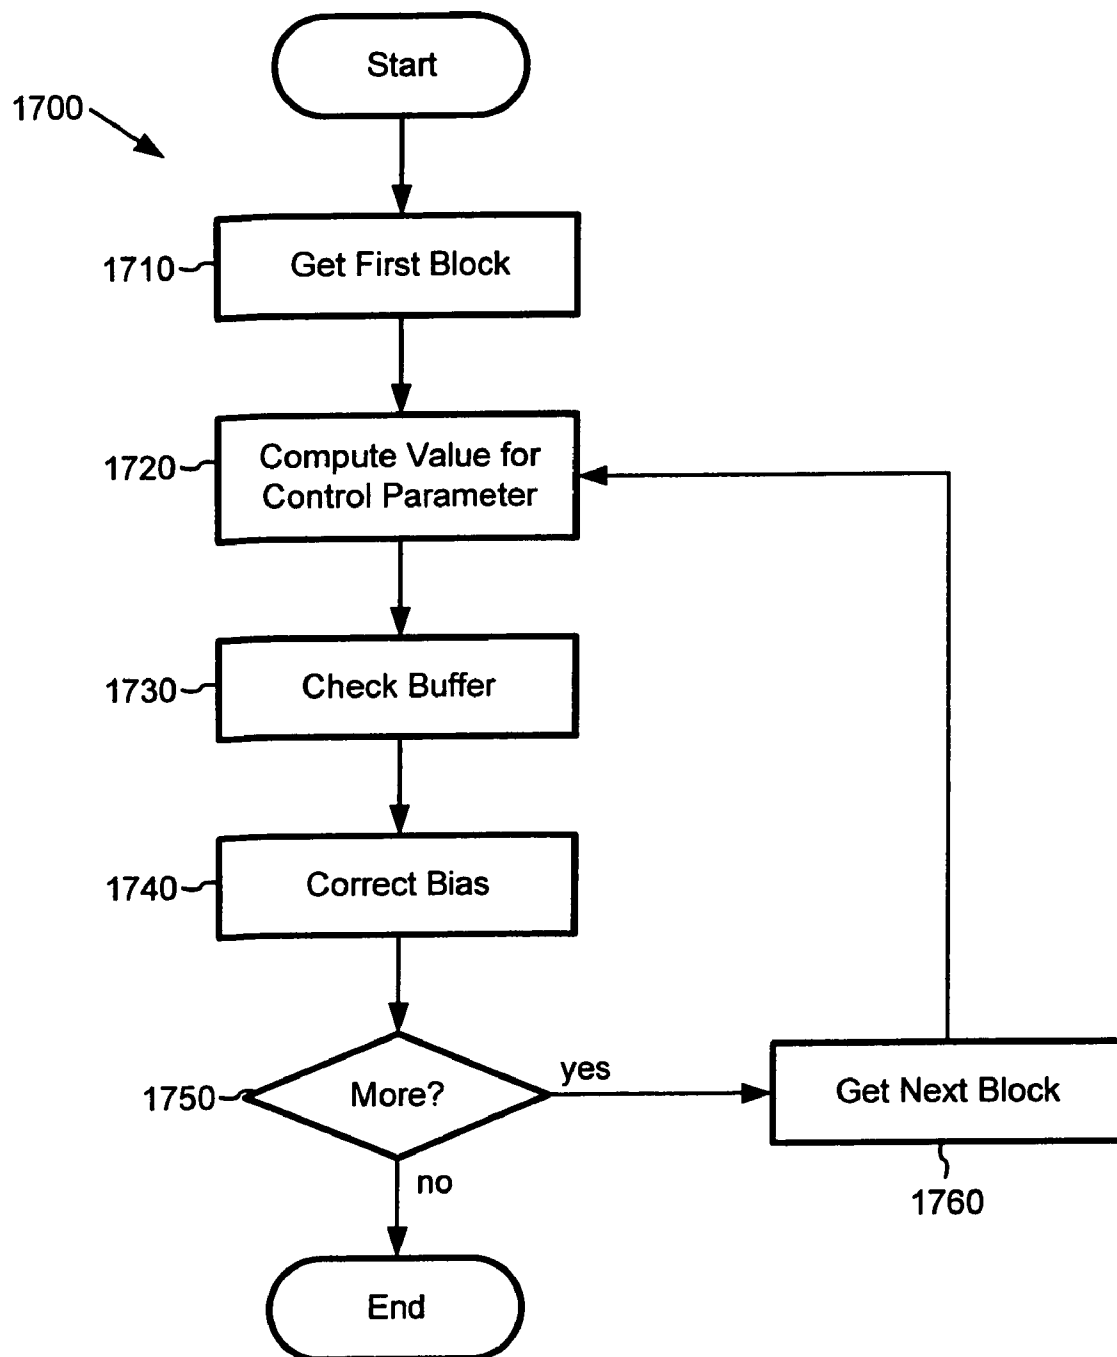 Start
1700
1710
Get First Block
1720
Compute Value for
Control Parameter
1730
Check Buffer
1740
Correct Bias
1750
More?
yes
Get Next Block
1760
no
End